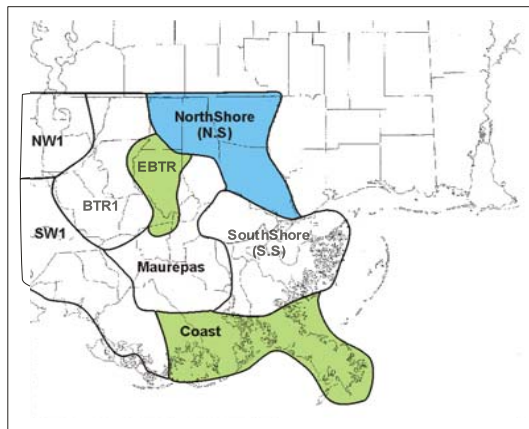 NorthShore
(N.S)
NW1
EBTR
BTR1
SouthShore
(S.S)
SW1
Maurepas
Coast